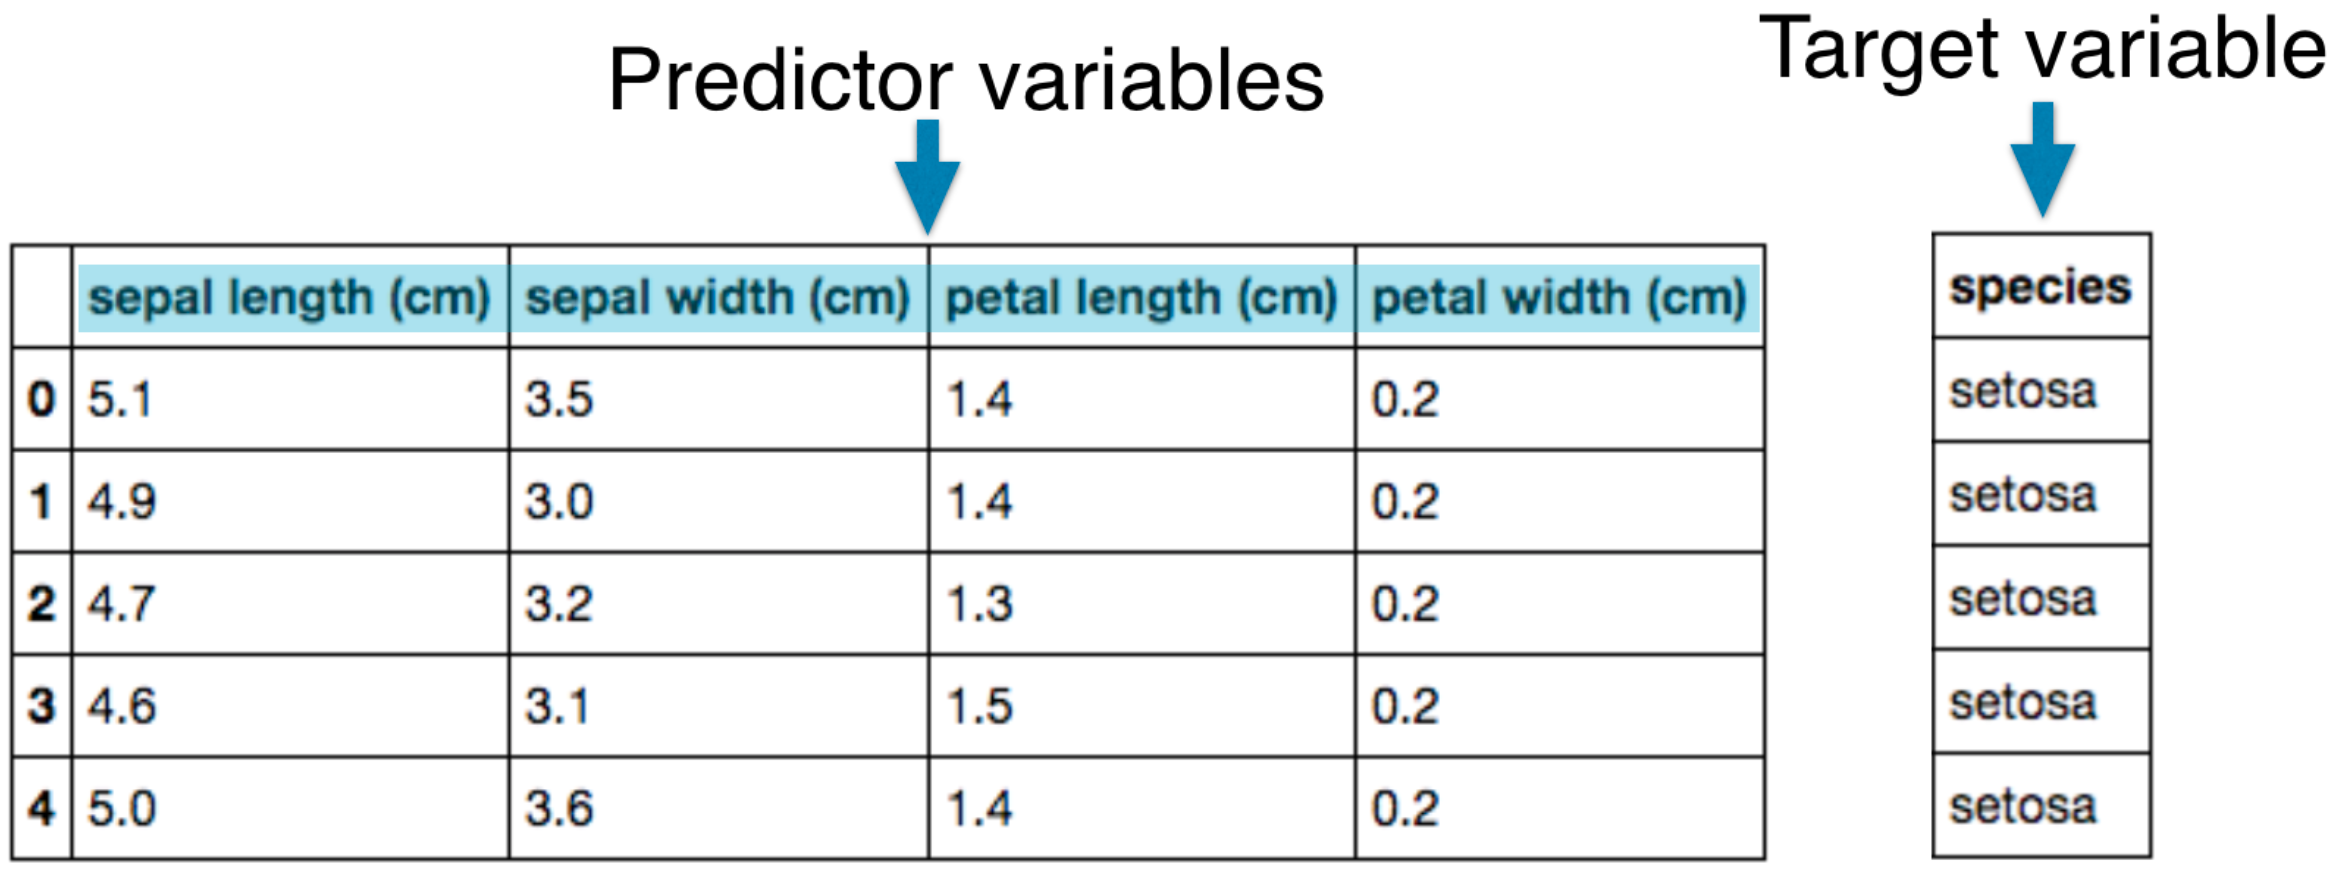 Predictor variables
Target variable
sepal length (cm) sepal width (cm) petal length (cm) petal width (cm) species
0 5.1 3.5 1.4 0.2 setosa
1 4.9 3.0 1.4 0.2 setosa
2 4.7 3.2 1.3 0.2 setosa
3 4.6 3.1 1.5 0.2 setosa
4 5.0 3.6 1.4 0.2 setosa